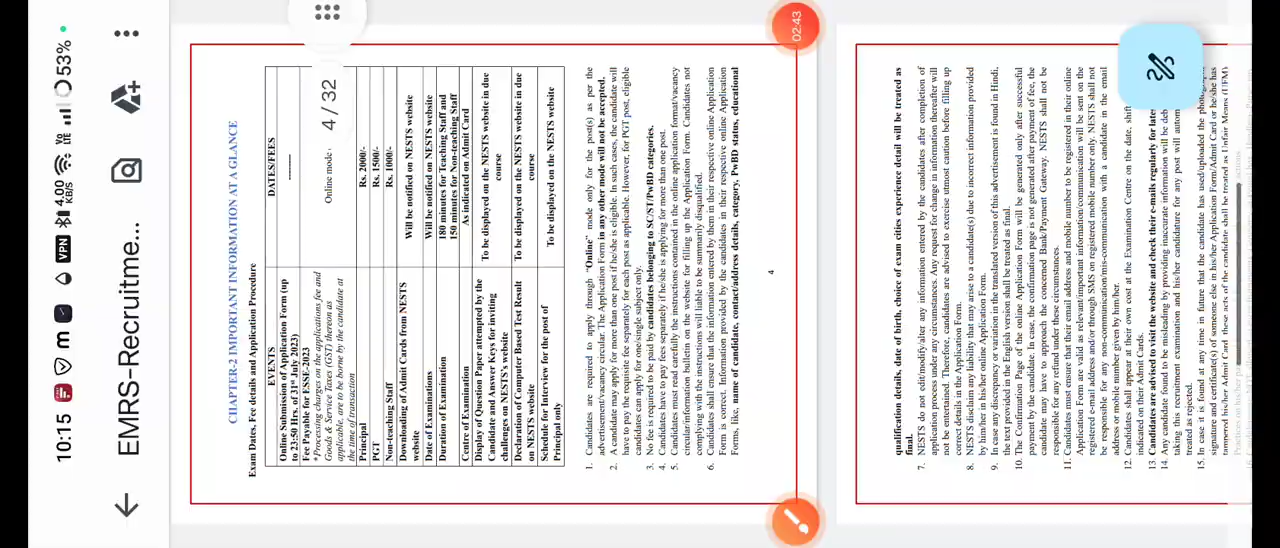 10:15
4.00 KB/S
53%
EMRS-Recruitme...
02:43
4 / 32
CHAPTER-2 IMPORTANT INFORMATION AT A GLANCE
Exam Dates, Fee details and Application Procedure
EVENTS DATES/FEES
Online Submission of Application Form (up
to 23:50 Hrs. of 31st July 2023)
--------
Fee Payable for ESSE-2023
*Processing charges on the applications fee and
Goods & Service Taxes (GST) thereon as
applicable, are to be borne by the candidate at
the time of transaction
Online mode
Principal Rs. 2000/-
PGT Rs. 1500/-
Non-teaching Staff Rs. 1000/-
Downloading of Admit Cards from NESTS
website
Will be notified on NESTS website
Date of Examinations Will be notified on NESTS website
Duration of Examination 180 minutes for Teaching Staff and
150 minutes for Non-teaching Staff
Centre of Examination As indicated on Admit Card
Display of Question Paper attempted by the
Candidate and Answer Keys for inviting
challenges on NESTS's website
To be displayed on the NESTS website in due
course
Declaration of Computer Based Test Result
on NESTS website
To be displayed on the NESTS website in due
course
Schedule for Interview for the post of
Principal only
To be displayed on the NESTS website
1. Candidates are required to apply through "Online" mode only for the post(s) as per the
advertisement/vacancy circular. The Application Form in any other mode will not be accepted.
2. A candidate may apply for more than one post if he/she is eligible. In such cases, the candidate will
have to pay the requisite fee separately for each post as applicable. However, for PGT post, eligible
candidates can apply for one/single subject only.
3. No fee is required to be paid by candidates belonging to SC/ST/PwBD categories.
4. Candidates have to pay fees separately if he/she is applying for more than one post.
5. Candidates must read carefully the instructions contained in the online application format/vacancy
circular/information bulletin on the website for filling up the Application Form. Candidates not
complying with the instructions will liable to be summarily disqualified.
6. Candidates shall ensure that the information entered by them in their respective online Application
Form is correct. Information provided by the candidates in their respective online Application
Forms, like, name of candidate, contact/address details, category, PwBD status, educational
4
qualification details, date of birth, choice of exam cities experience detail will be treated as
final.
7. NESTS do not edit/modify/alter any information entered by the candidates after completion of
application process under any circumstances. Any request for change in information thereafter will
not be entertained. Therefore, candidates are advised to exercise utmost caution before filling up
correct details in the Application Form.
8. NESTS disclaim any liability that may arise to a candidate(s) due to incorrect information provided
by him/her in his/her online Application Form.
9. In case any discrepancy or variation in the translated version of this advertisement is found in Hindi,
the text provided in the English version shall be treated as final.
10. The Confirmation Page of the online Application Form will be generated only after successful
payment by the candidate. In case, the confirmation page is not generated after payment of fee, the
candidate may have to approach the concerned Bank/Payment Gateway. NESTS shall not be
responsible for any refund under these circumstances.
11. Candidates must ensure that their email address and mobile number to be registered in their online
Application Form are valid as relevant/important information/communication will be sent on the
registered e-mail address and/or through SMS on registered mobile number only. NESTS shall not
be responsible for any non-communication/mis-communication with a candidate in the email
address or mobile number given by him/her.
12. Candidates shall appear at their own cost at the Examination Centre on the date, shift
indicated on their Admit Cards.
13. Candidates are advised to visit the website and check their e-mails regularly for later
14. Any candidate found to be misleading by providing inaccurate information will be deb
taking this recruitment examination and his/her candidature for any post will autom
treated as rejected.
15. In case it is found at any time in future that the candidate has used/uploaded the photog
signature and certificate(s) of someone else in his/her Application Form/Admit Card or he/she has
tampered his/her Admit Card, these acts of the candidate shall be treated as Unfair Means (UFM)